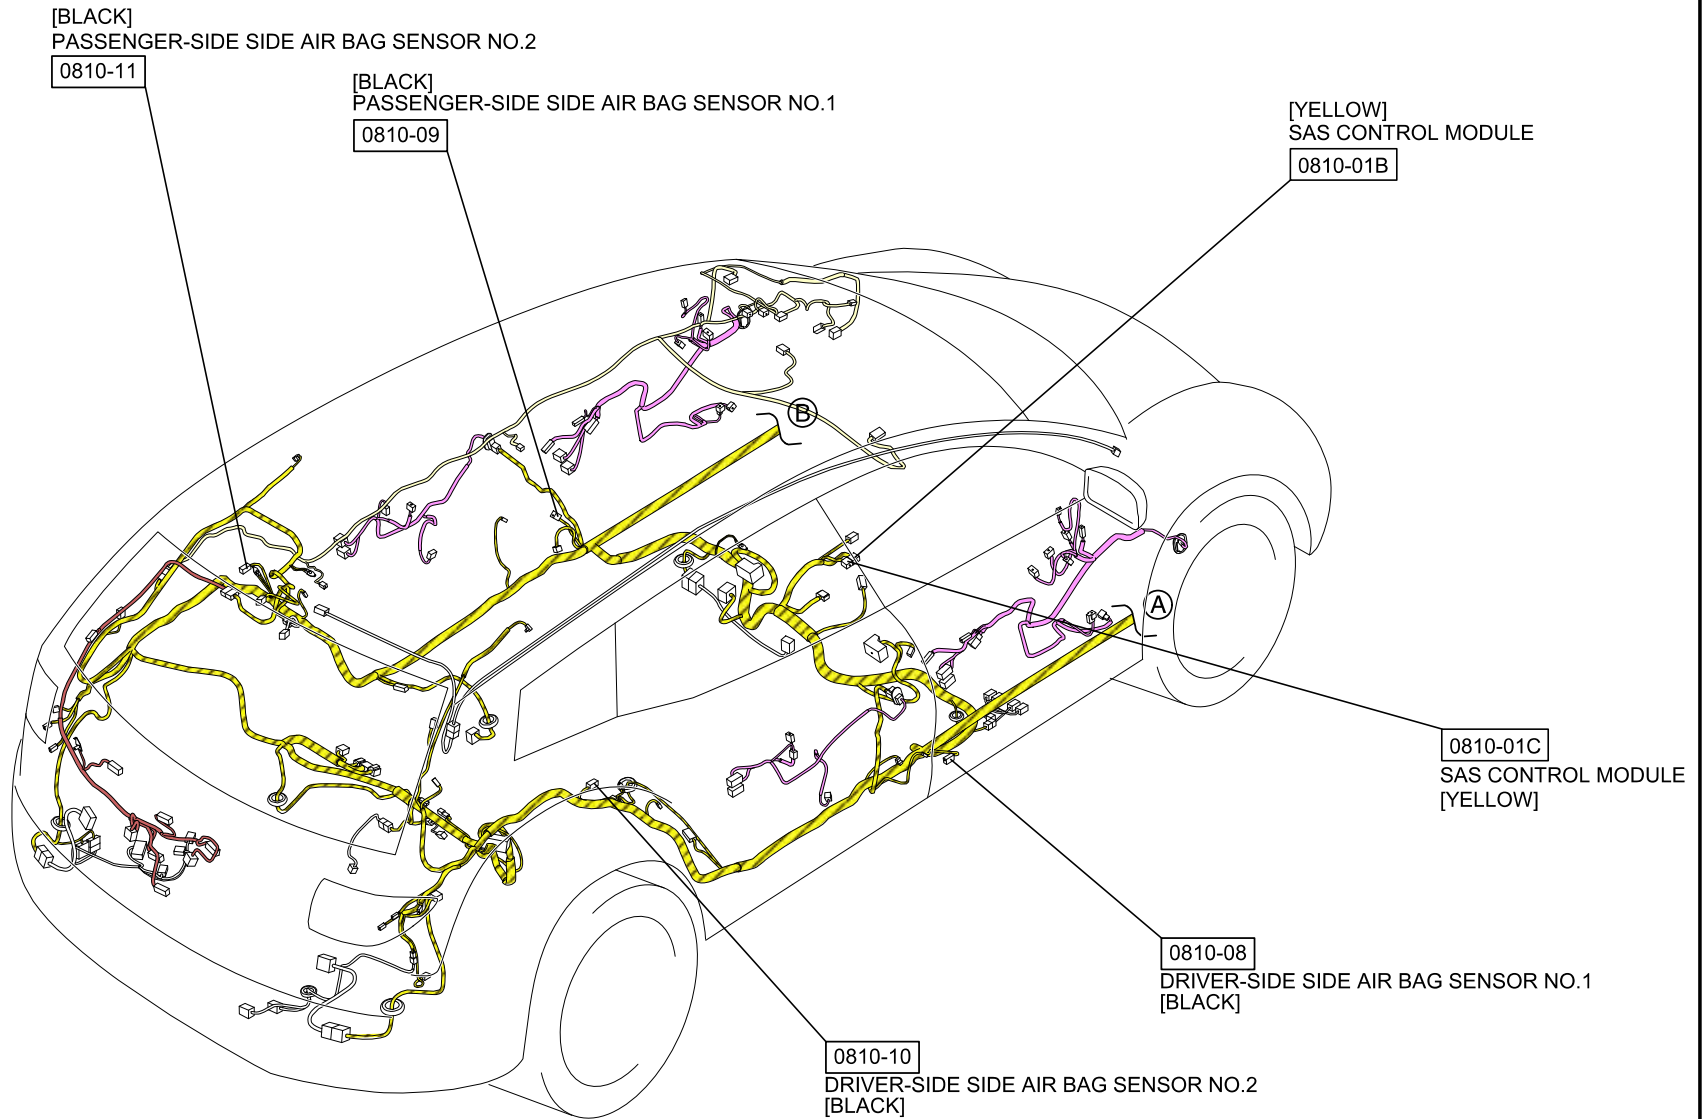 [BLACK]
PASSENGER-SIDE SIDE AIR BAG SENSOR NO.2
0810-11
[BLACK]
PASSENGER-SIDE SIDE AIR BAG SENSOR NO.1
0810-09
[YELLOW]
SAS CONTROL MODULE
0810-01B
B
A
0810-01C
SAS CONTROL MODULE
[YELLOW]
0810-08
DRIVER-SIDE SIDE AIR BAG SENSOR NO.1
[BLACK]
0810-10
DRIVER-SIDE SIDE AIR BAG SENSOR NO.2
[BLACK]